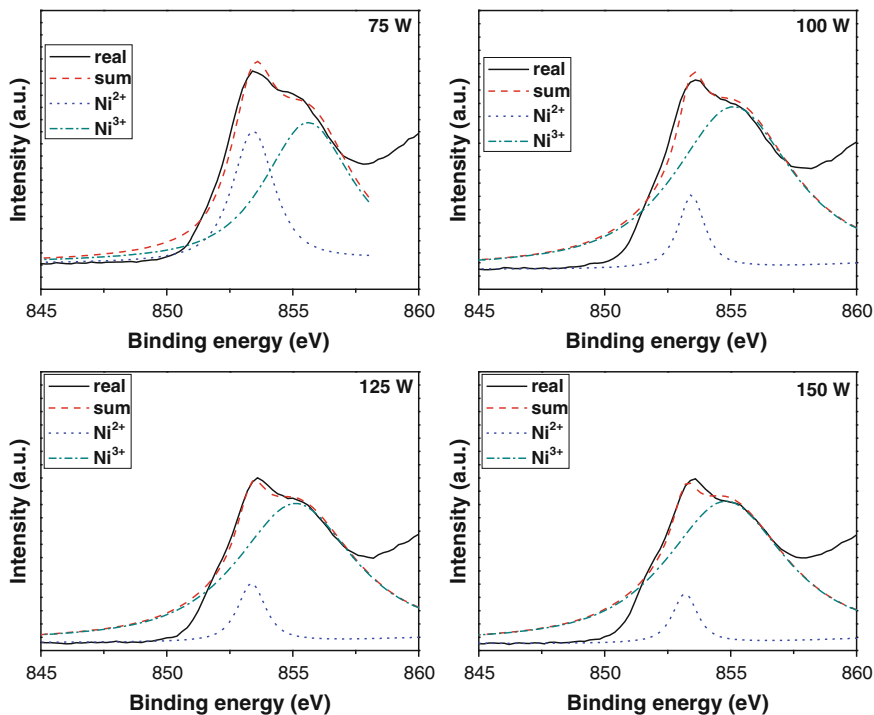 75 W
real
sum
Ni²⁺
Ni³⁺
Intensity (a.u.)
845 850 855 860
Binding energy (eV)
100 W
real
sum
Ni²⁺
Ni³⁺
Intensity (a.u.)
845 850 855 860
Binding energy (eV)
125 W
real
sum
Ni²⁺
Ni³⁺
Intensity (a.u.)
845 850 855 860
Binding energy (eV)
150 W
real
sum
Ni²⁺
Ni³⁺
Intensity (a.u.)
845 850 855 860
Binding energy (eV)